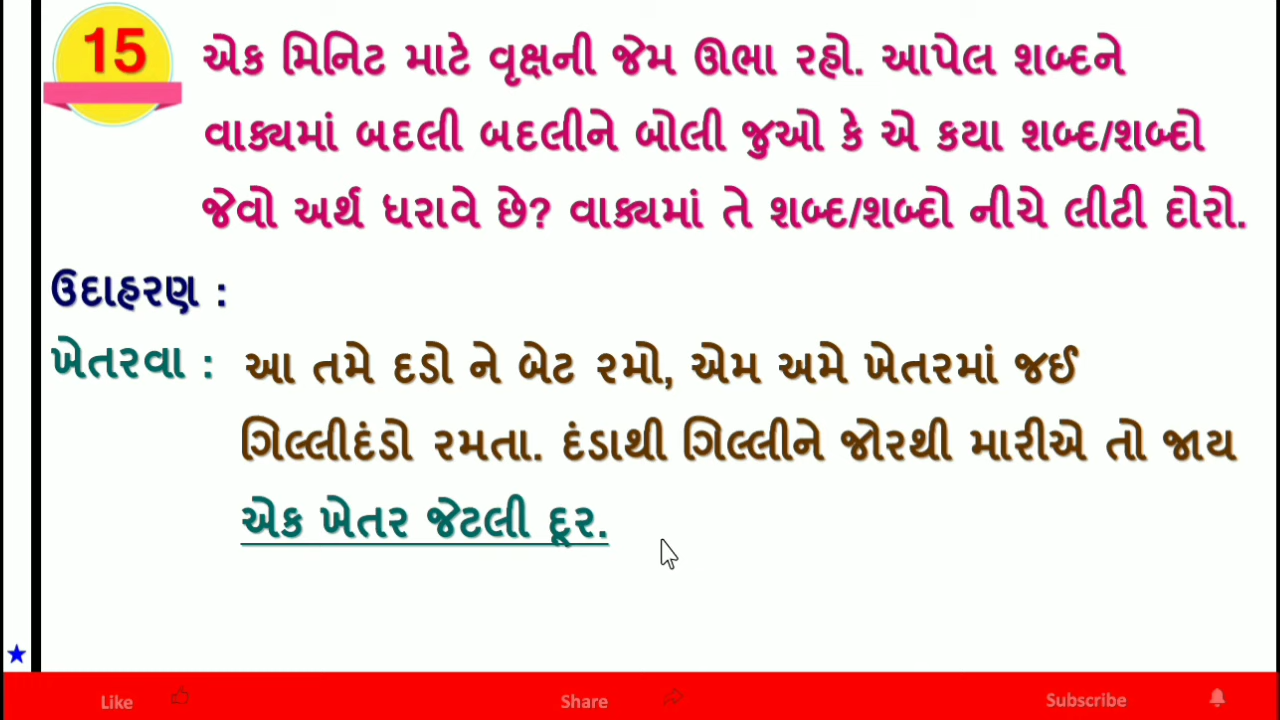 15
એક મિનિટ માટે વૃક્ષની જેમ ઊભા રહો. આપેલ શબ્દને
વાક્યમાં બદલી બદલીને બોલી જુઓ કે એ કયા શબ્દ/શબ્દો
જેવો અર્થ ધરાવે છે? વાક્યમાં તે શબ્દ/શબ્દો નીચે લીટી દોરો.
ઉદાહરણ :
ખેતરવા : આ તમે દડો ને બેટ રમો, એમ અમે ખેતરમાં જઈ
ગિલ્લીદંડો રમતા. દંડાથી ગિલ્લીને જોરથી મારીએ તો જાય
એક ખેતર જેટલી દૂર.
Like Share Subscribe